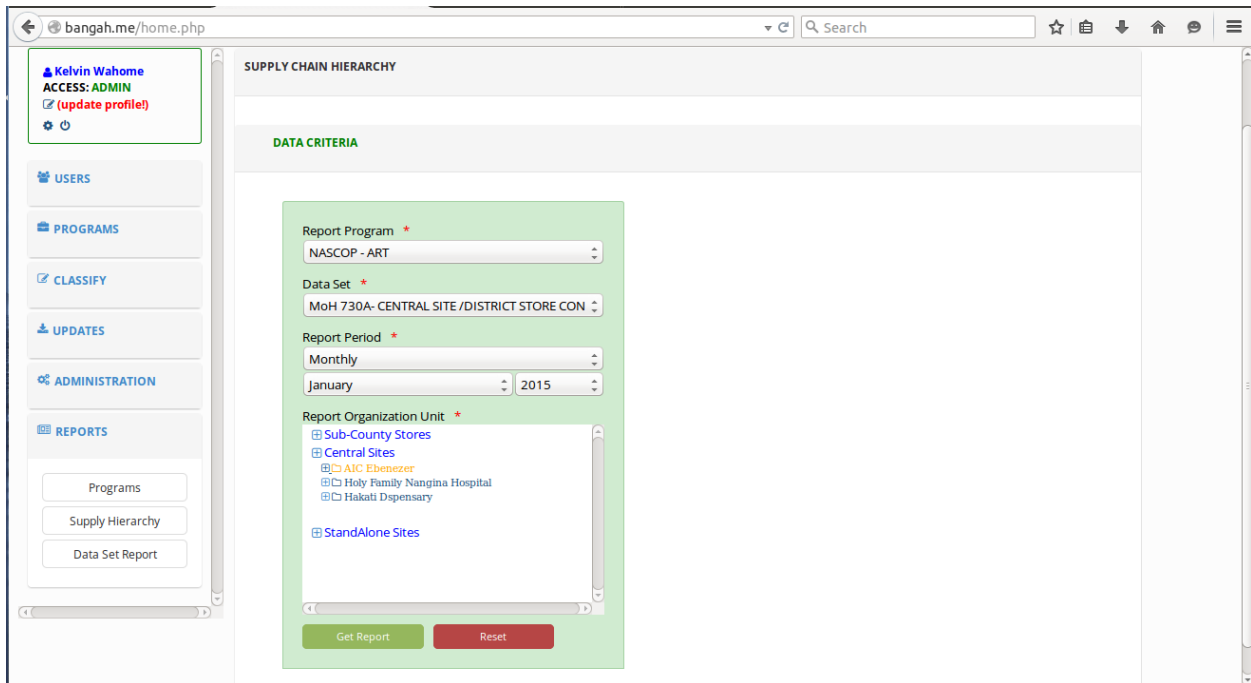 bangah.me/home.php
Search
Kelvin Wahome
ACCESS: ADMIN
(update profile!)
USERS
PROGRAMS
CLASSIFY
UPDATES
ADMINISTRATION
REPORTS
Programs
Supply Hierarchy
Data Set Report
SUPPLY CHAIN HIERARCHY
DATA CRITERIA
Report Program *
NASCOP - ART
Data Set *
MoH 730A- CENTRAL SITE /DISTRICT STORE CON
Report Period *
Monthly
January 2015
Report Organization Unit *
Sub-County Stores
Central Sites
AIC Ebenezer
Holy Family Nangina Hospital
Hakati Dspensary
StandAlone Sites
Get Report Reset